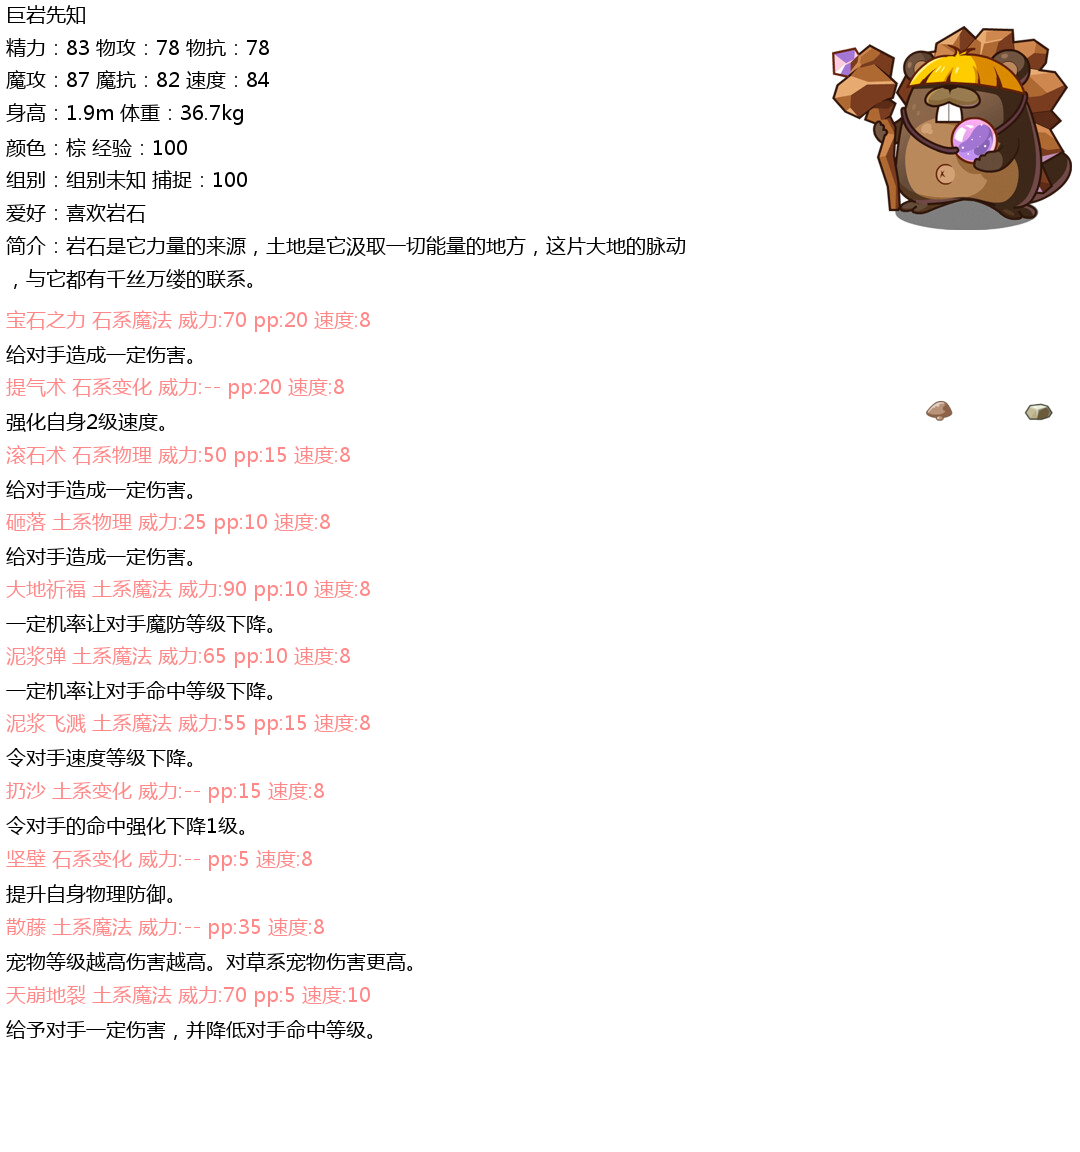 巨岩先知
精力：83 物攻：78 物抗：78
魔攻：87 魔抗：82 速度：84
身高：1.9m 体重：36.7kg
颜色：棕 经验：100
组别：组别未知 捕捉：100
爱好：喜欢岩石
简介：岩石是它力量的来源，土地是它汲取一切能量的地方，这片大地的脉动
，与它都有千丝万缕的联系。
宝石之力 石系魔法 威力:70 pp:20 速度:8
给对手造成一定伤害。
提气术 石系变化 威力:-- pp:20 速度:8
强化自身2级速度。
滚石术 石系物理 威力:50 pp:15 速度:8
给对手造成一定伤害。
砸落 土系物理 威力:25 pp:10 速度:8
给对手造成一定伤害。
大地祈福 土系魔法 威力:90 pp:10 速度:8
一定机率让对手魔防等级下降。
泥浆弹 土系魔法 威力:65 pp:10 速度:8
一定机率让对手命中等级下降。
泥浆飞溅 土系魔法 威力:55 pp:15 速度:8
令对手速度等级下降。
扔沙 土系变化 威力:-- pp:15 速度:8
令对手的命中强化下降1级。
坚壁 石系变化 威力:-- pp:5 速度:8
提升自身物理防御。
散藤 土系魔法 威力:-- pp:35 速度:8
宠物等级越高伤害越高。对草系宠物伤害更高。
天崩地裂 土系魔法 威力:70 pp:5 速度:10
给予对手一定伤害，并降低对手命中等级。